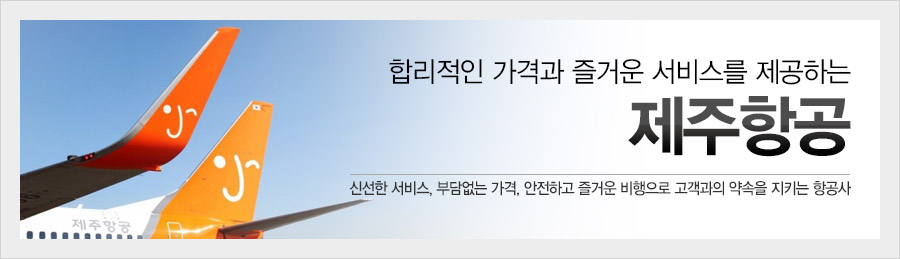 합리적인 가격과 즐거운 서비스를 제공하는
제주항공
신선한 서비스, 부담없는 가격, 안전하고 즐거운 비행으로 고객과의 약속을 지키는 항공사
제주항공